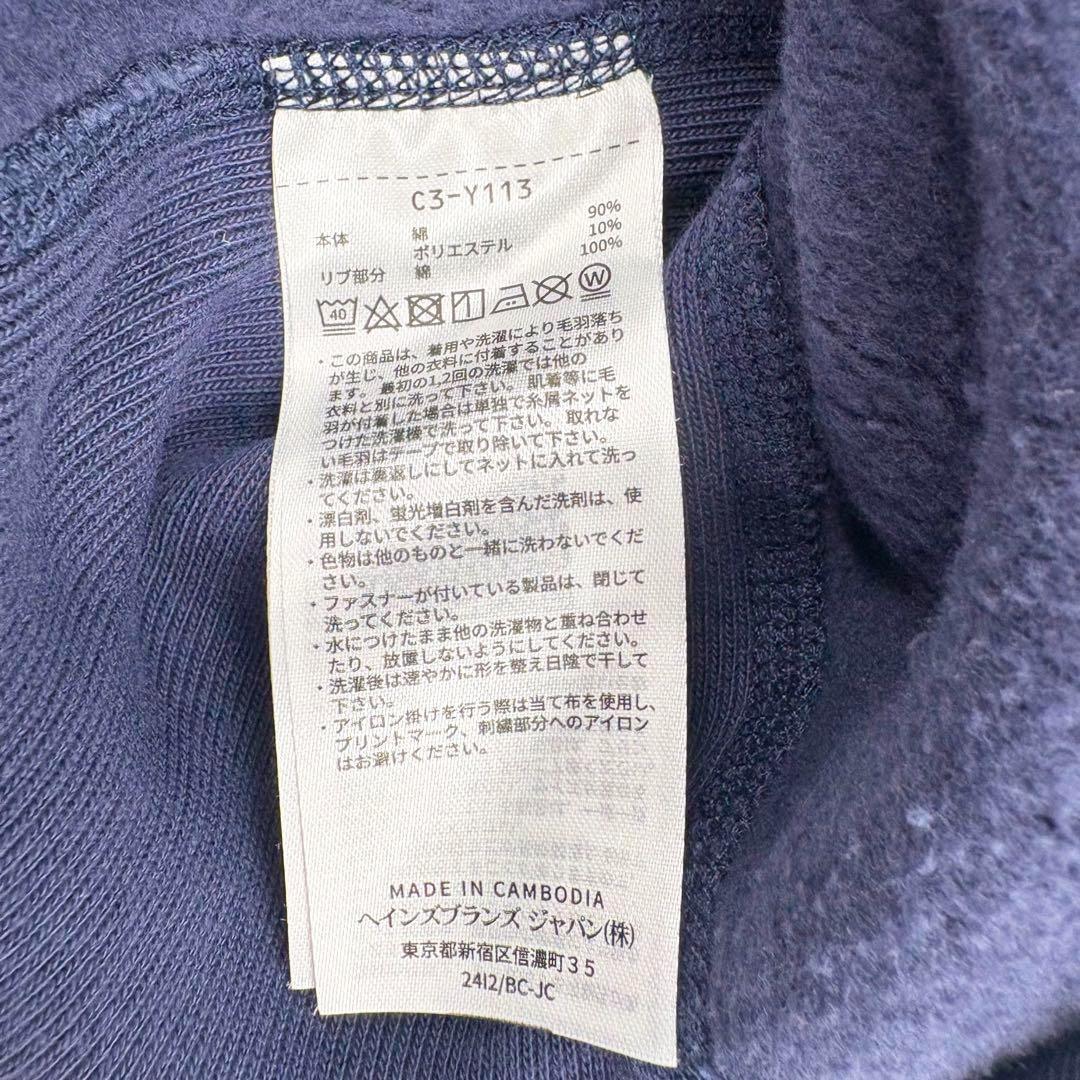 C3-Y113
本体 綿 90%
ポリエステル 10%
リブ部分 綿 100%
40 W
・この商品は、着用や洗濯により毛羽落ち
が生じ、他の衣料に付着することがあり
ます。最初の1,2回の洗濯では他の
衣料と別に洗って下さい。肌着等に毛
羽が付着した場合は単独で糸屑ネットを
つけた洗濯機で洗って下さい。取れな
い毛羽はテープで取り除いて下さい。
・洗濯は裏返しにしてネットに入れて洗っ
てください。
・漂白剤、蛍光増白剤を含んだ洗剤は、使
用しないでください。
・色物は他のものと一緒に洗わないでくだ
さい。
・ファスナーが付いている製品は、閉じて
洗ってください。
・水につけたまま他の洗濯物と重ね合わせ
たり、放置しないようにしてください。
・洗濯後は速やかに形を整え日陰で干して
下さい。
・アイロン掛けを行う際は当て布を使用し、
プリントマーク、刺繍部分へのアイロン
はお避けください。
MADE IN CAMBODIA
ヘインズブランズ ジャパン(株)
東京都新宿区信濃町35
2412/BC-JC